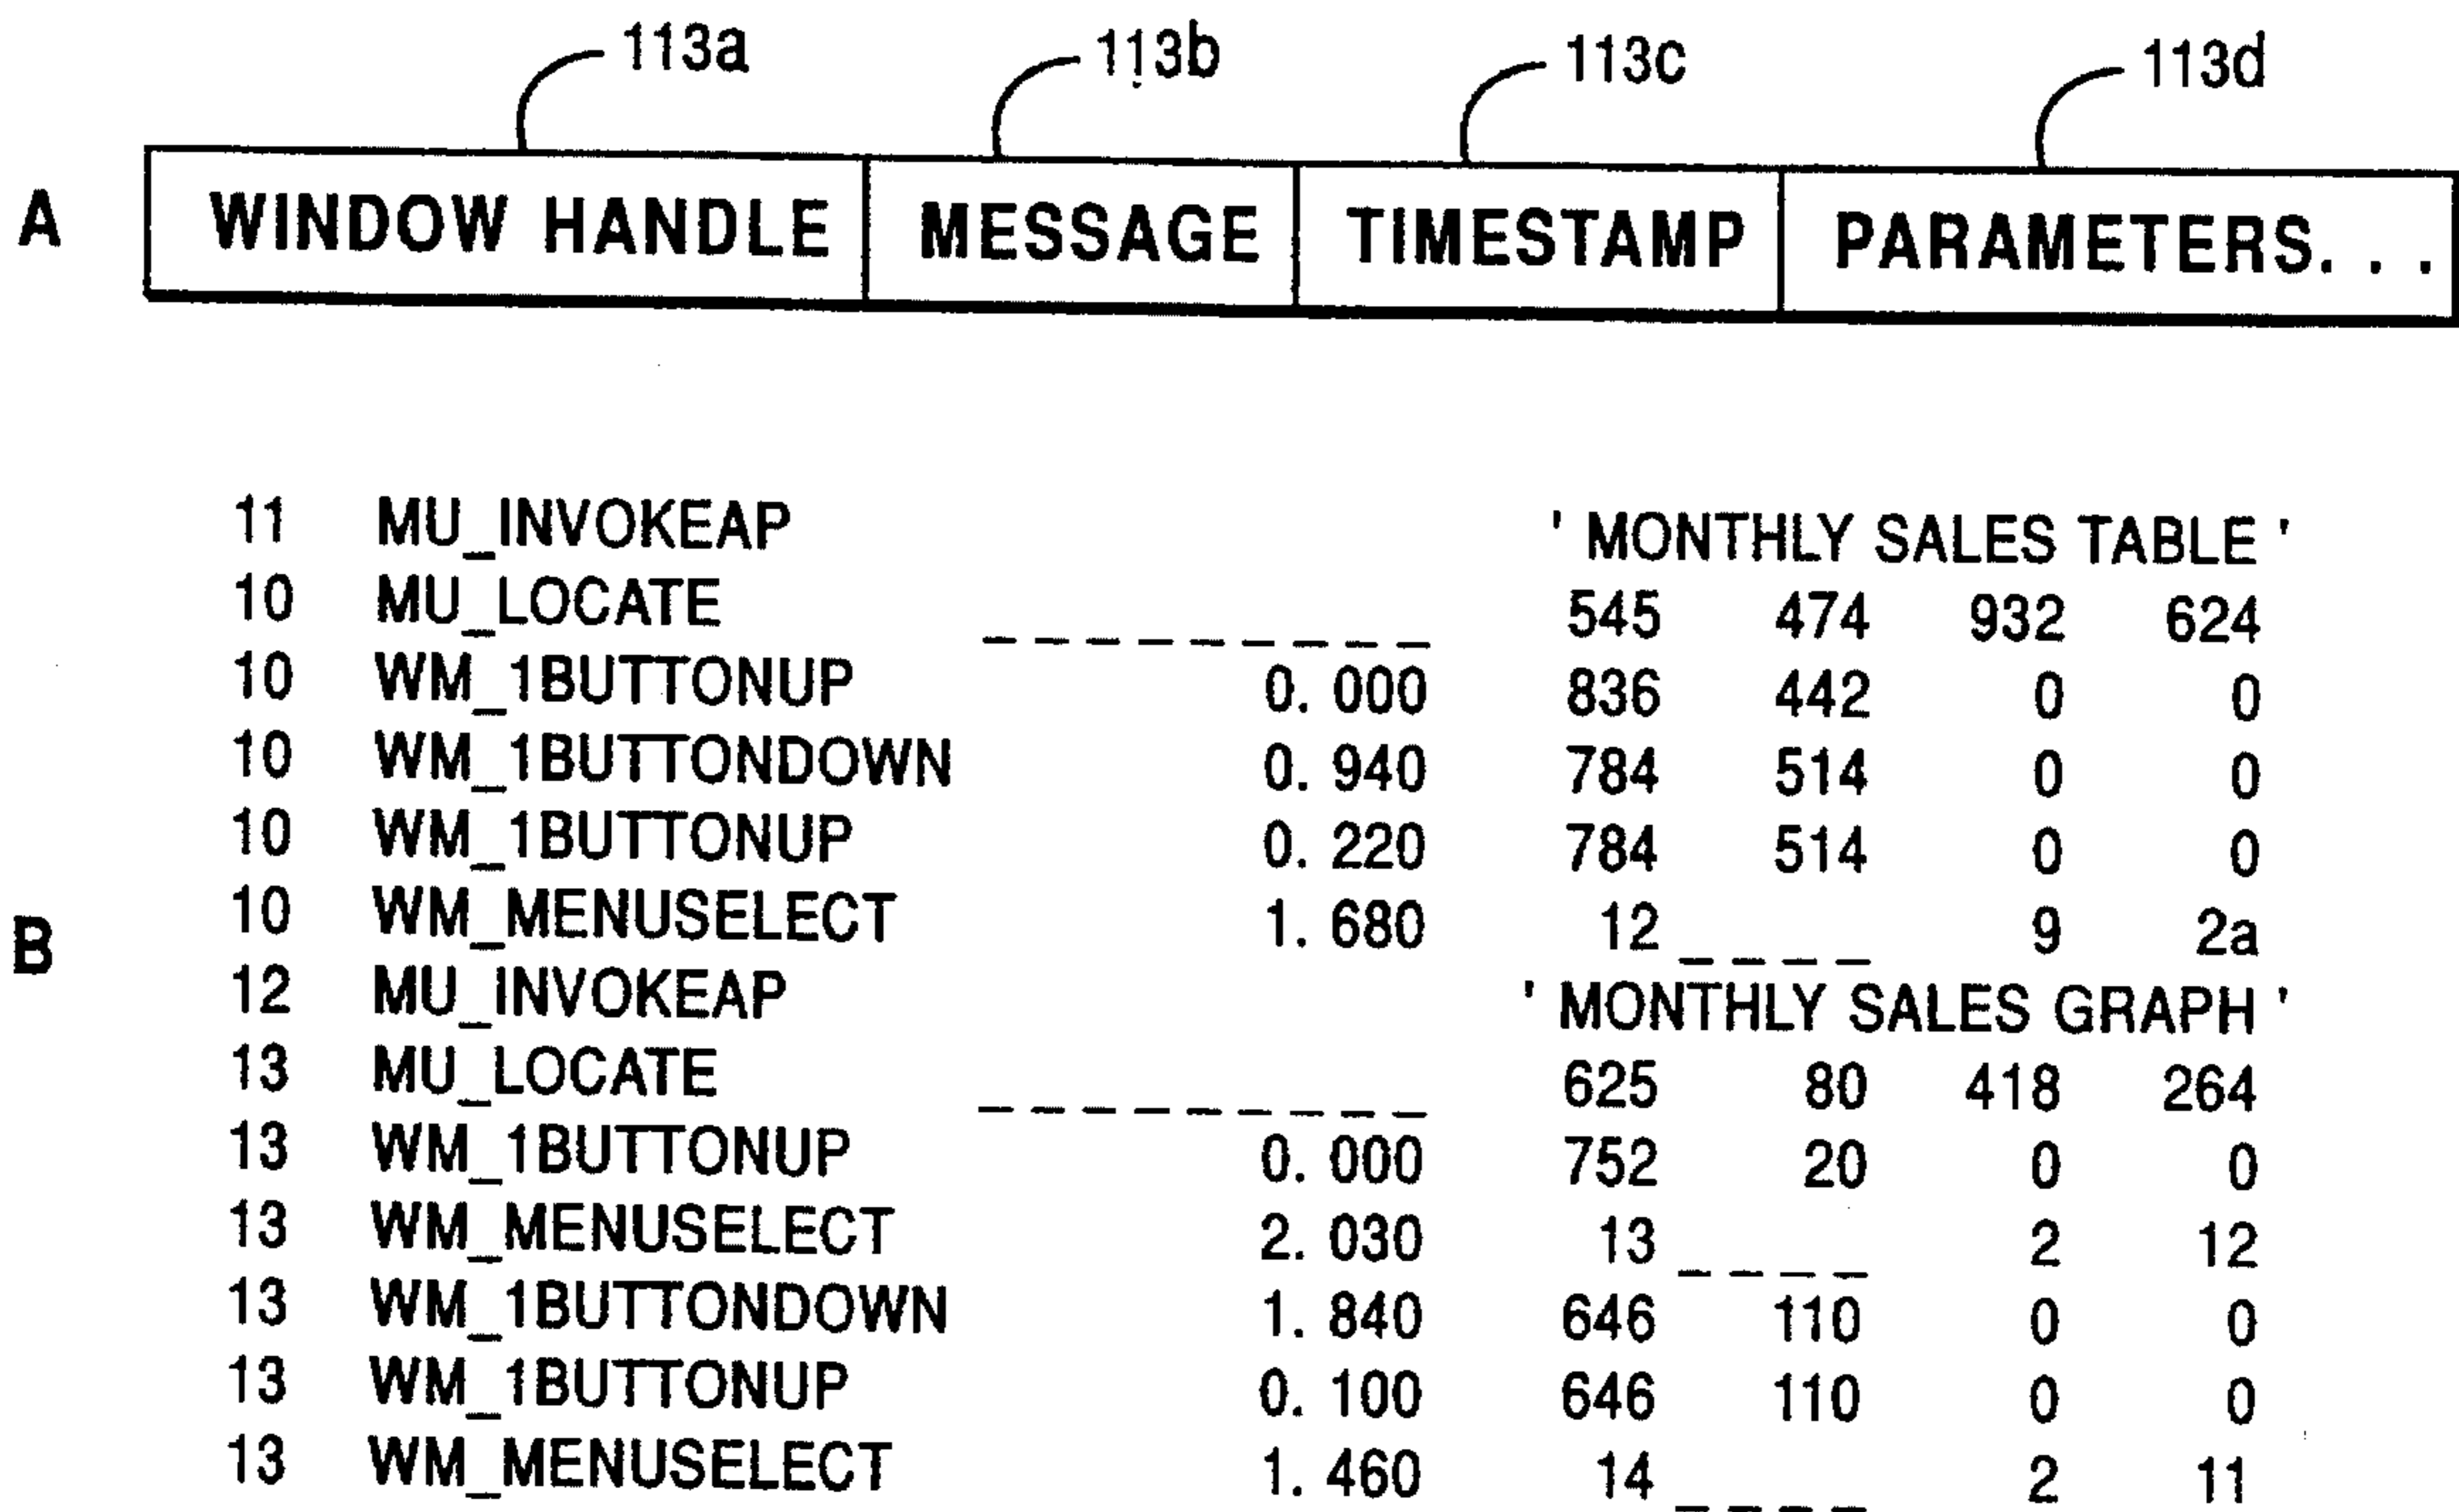 113a 113b 113c 113d
A WINDOW HANDLE MESSAGE TIMESTAMP PARAMETERS. . .
11 MU_INVOKEAP ' MONTHLY SALES TABLE '
10 MU_LOCATE _ _ _ _ _ _ _ _ _ 545 474 932 624
10 WM_1BUTTONUP 0. 000 836 442 0 0
10 WM_1BUTTONDOWN 0. 940 784 514 0 0
10 WM_1BUTTONUP 0. 220 784 514 0 0
B 10 WM_MENUSELECT 1. 680 12 _ _ _ _ 9 2a
12 MU_INVOKEAP ' MONTHLY SALES GRAPH '
13 MU_LOCATE _ _ _ _ _ _ _ _ _ 625 80 418 264
13 WM_1BUTTONUP 0. 000 752 20 0 0
13 WM_MENUSELECT 2. 030 13 _ _ _ _ 2 12
13 WM_1BUTTONDOWN 1. 840 646 110 0 0
13 WM_1BUTTONUP 0. 100 646 110 0 0
13 WM_MENUSELECT 1. 460 14 _ _ _ _ 2 11